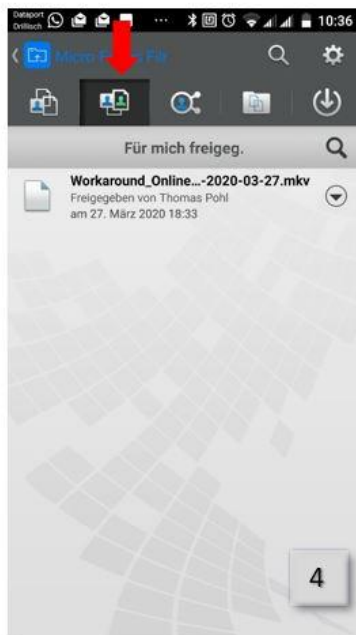 Dataport
Drillisch
10:36
Micro
Für mich freigeg.
Workaround_Online...-2020-03-27.mkv
Freigegeben von Thomas Pohl
am 27. März 2020 18:33
4